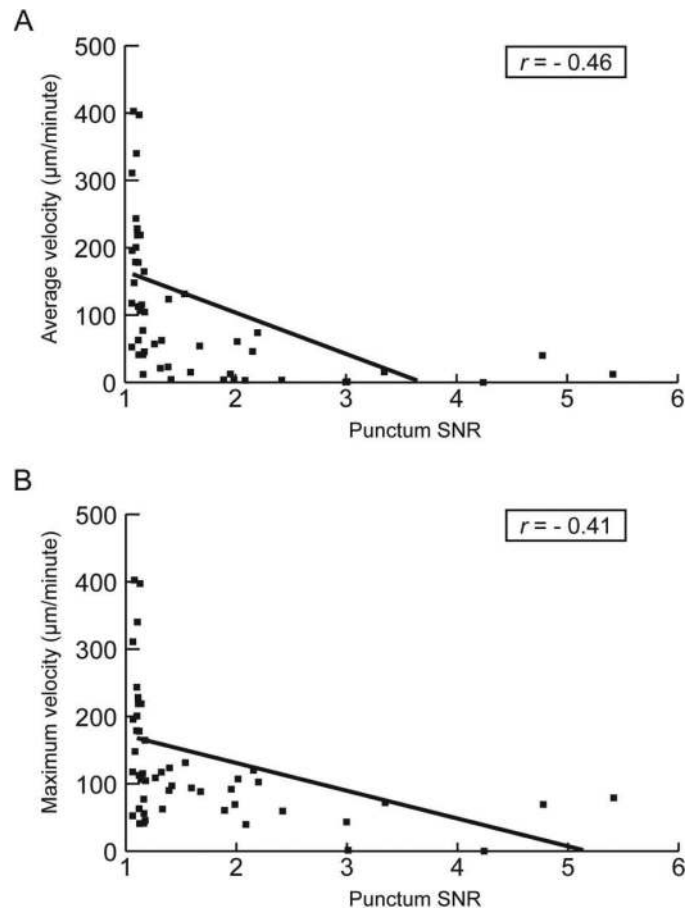 A
500
400
300
200
100
0
Average velocity (µm/minute)
r = - 0.46
1 2 3 4 5 6
Punctum SNR
B
500
400
300
200
100
0
Maximum velocity (µm/minute)
r = - 0.41
1 2 3 4 5 6
Punctum SNR